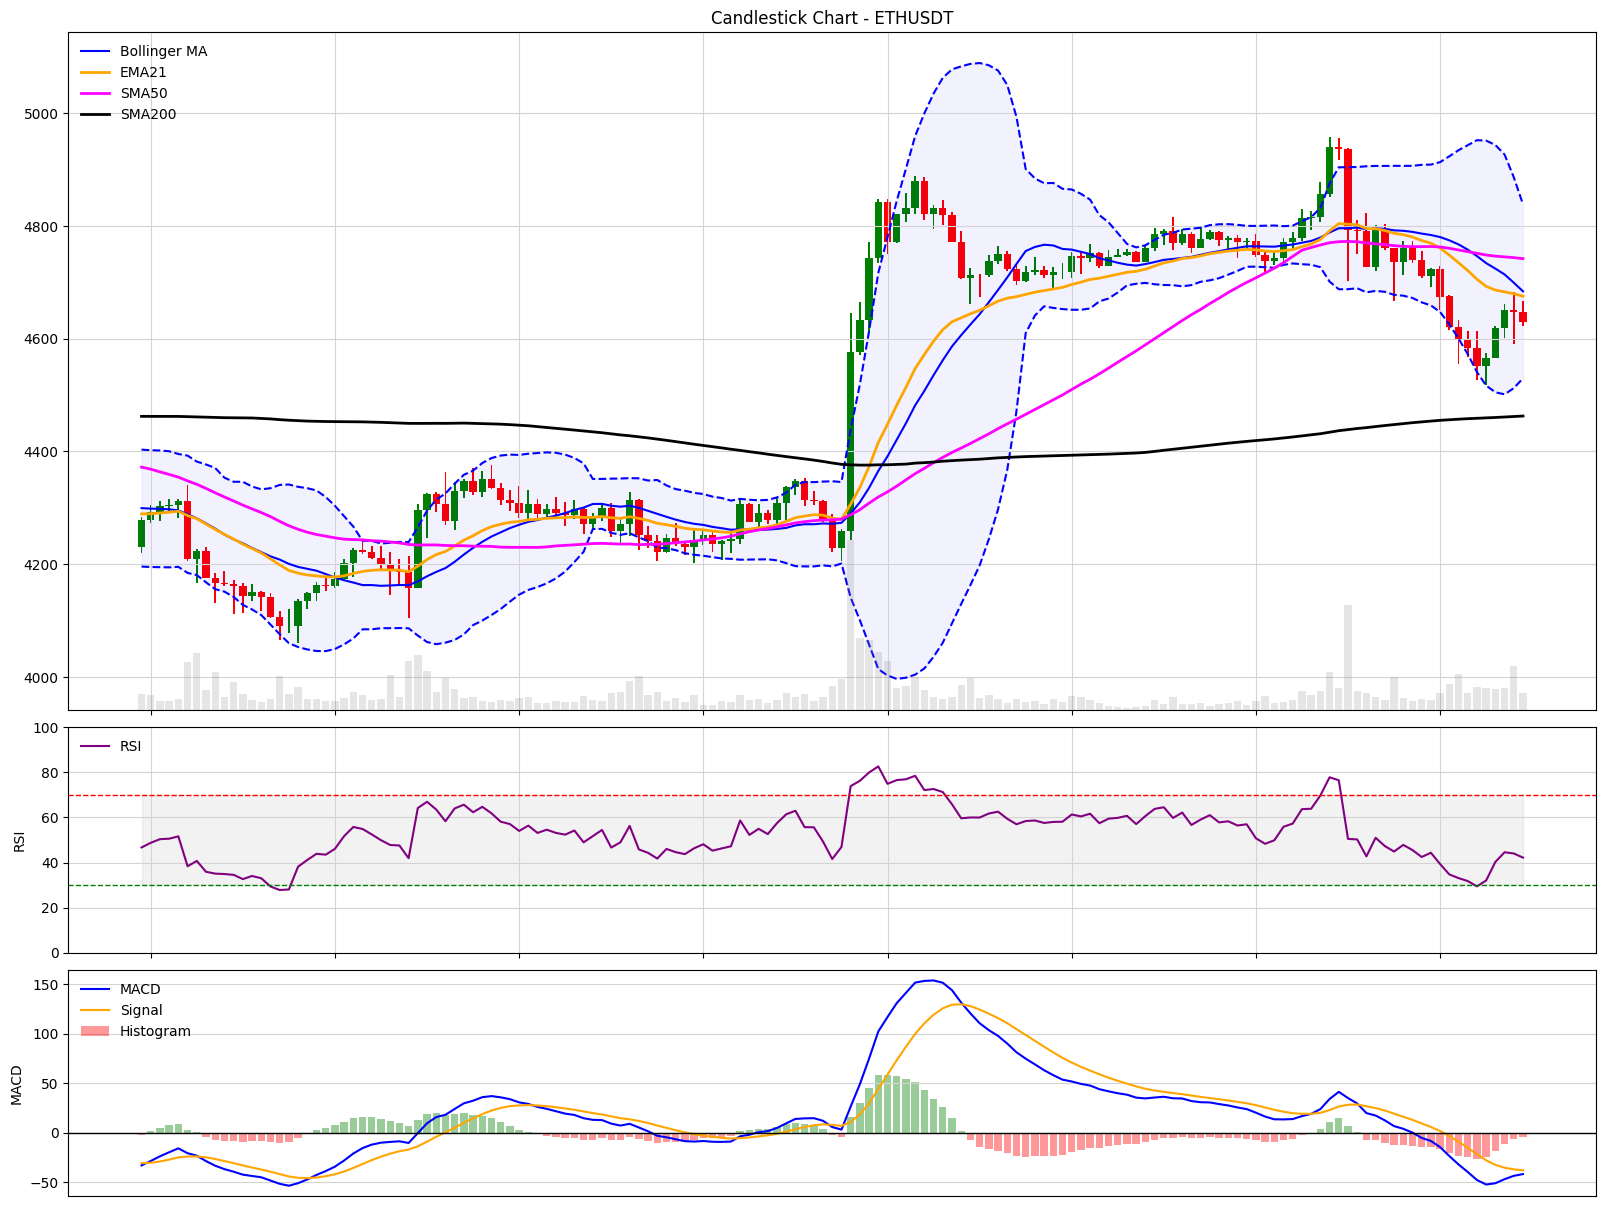 Candlestick Chart - ETHUSDT
Bollinger MA
EMA21
SMA50
SMA200
5000
4800
4600
4400
4200
4000
RSI
100
80
60
40
20
0
RSI
MACD
Signal
Histogram
150
100
50
0
−50
MACD